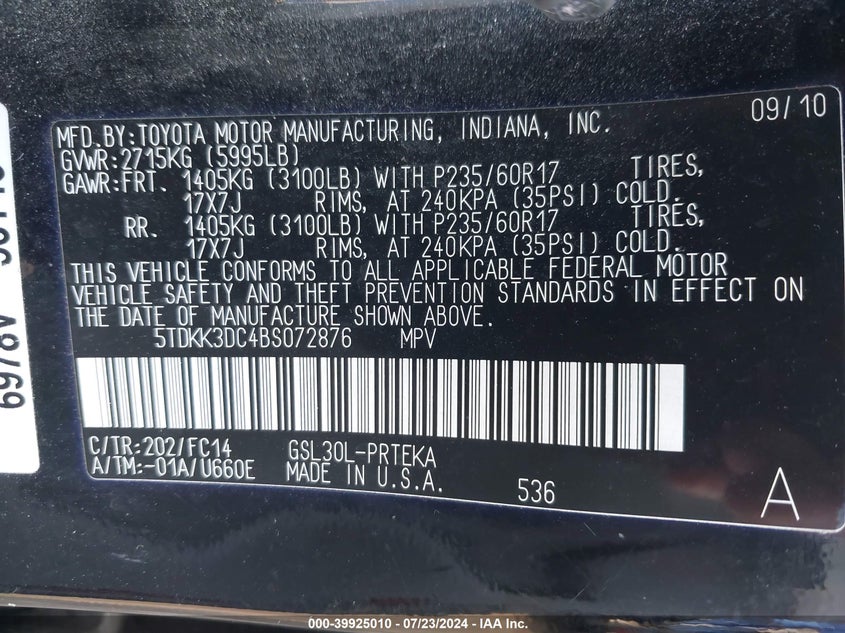 09/10
MFD.BY:TOYOTA MOTOR MANUFACTURING, INDIANA, INC.
GVWR:2715KG (5995LB)
GAWR:FRT. 1405KG (3100LB) WITH P235/60R17 TIRES,
17X7J RIMS, AT 240KPA (35PSI) COLD.
RR. 1405KG (3100LB) WITH P235/60R17 TIRES,
17X7J RIMS, AT 240KPA (35PSI) COLD.
THIS VEHICLE CONFORMS TO ALL APPLICABLE FEDERAL MOTOR
VEHICLE SAFETY AND THEFT PREVENTION STANDARDS IN EFFECT ON
THE DATE OF MANUFACTURE SHOWN ABOVE.
5TDKK3DC4BS072876 MPV
C/TR:202/FC14 GSL30L-PRTEKA
A/TM:-01A/U660E MADE IN U.S.A.
536
A
000-39925010 - 07/23/2024 - IAA Inc.